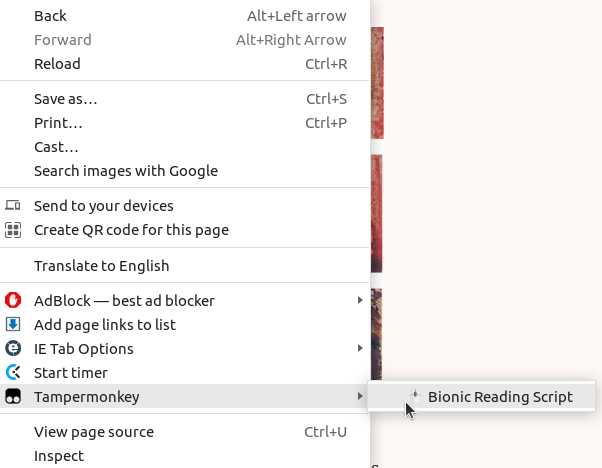 Back Alt+Left arrow
Forward Alt+Right Arrow
Reload Ctrl+R
Save as… Ctrl+S
Print… Ctrl+P
Cast…
Search images with Google
Send to your devices
Create QR code for this page
Translate to English
AdBlock — best ad blocker
Add page links to list
IE Tab Options
Start timer
Tampermonkey
Bionic Reading Script
View page source Ctrl+U
Inspect